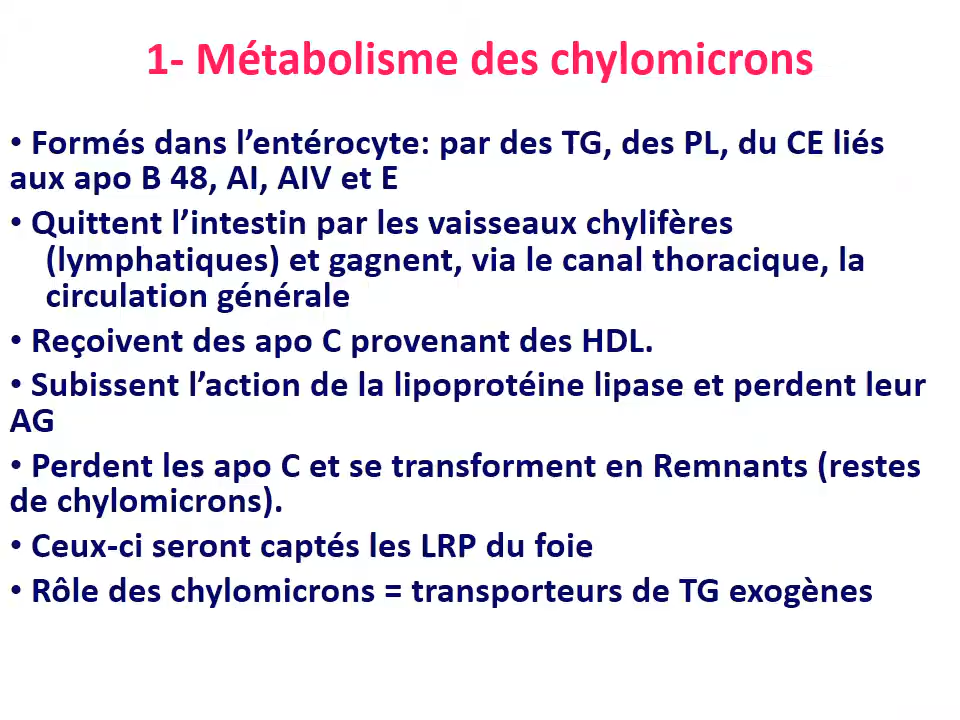 1- Métabolisme des chylomicrons
• Formés dans l’entérocyte: par des TG, des PL, du CE liés
aux apo B 48, AI, AIV et E
• Quittent l’intestin par les vaisseaux chylifères
(lymphatiques) et gagnent, via le canal thoracique, la
circulation générale
• Reçoivent des apo C provenant des HDL.
• Subissent l’action de la lipoprotéine lipase et perdent leur
AG
• Perdent les apo C et se transforment en Remnants (restes
de chylomicrons).
• Ceux-ci seront captés les LRP du foie
• Rôle des chylomicrons = transporteurs de TG exogènes